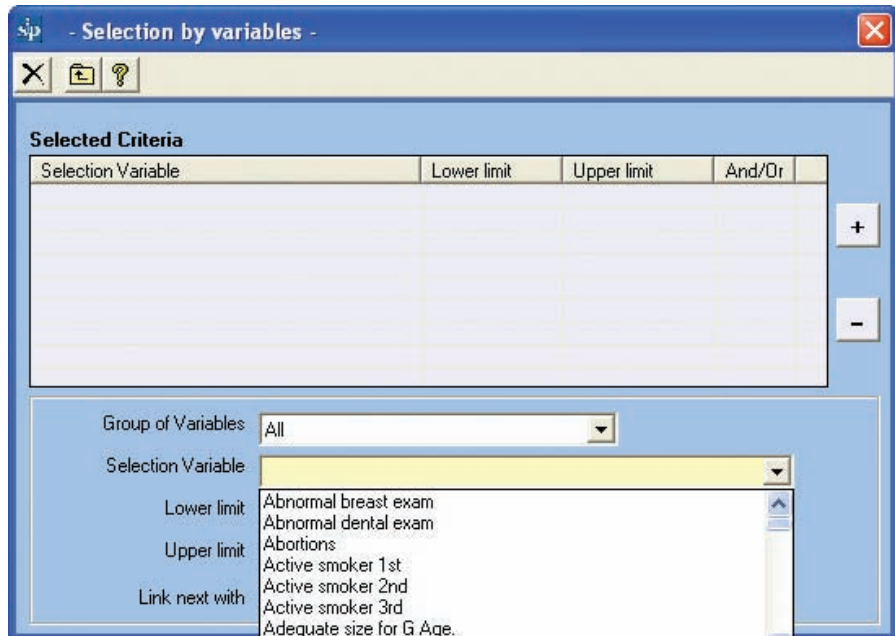 sip - Selection by variables -
Selected Criteria
Selection Variable Lower limit Upper limit And/Or
+
-
Group of Variables All
Selection Variable
Lower limit
Abnormal breast exam
Abnormal dental exam
Upper limit
Abortions
Active smoker 1st
Active smoker 2nd
Link next with
Active smoker 3rd
Adequate size for G Age.